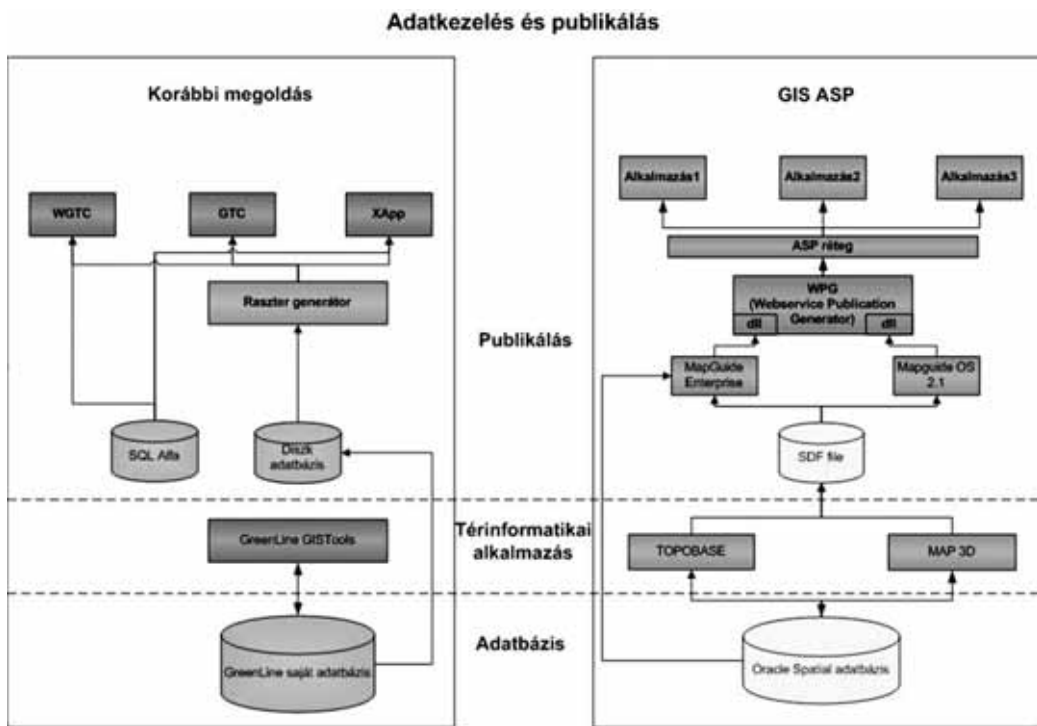 Adatkezelés és publikálás
Korábbi megoldás
WGTC
GTC
XApp
Raszter generátor
SQL Alfa
Diszk
adatbázis
GreenLine GISTools
GreenLine saját adatbázis
Publikálás
Térinformatikai
alkalmazás
Adatbázis
GIS ASP
Alkalmazás1
Alkalmazás2
Alkalmazás3
ASP réteg
WPG
(Webservice Publication
Generator)
dll
dll
MapGuide
Enterprise
Mapguide OS
2.1
SDF file
TOPOBASE
MAP 3D
Oracle Spatial adatbázis